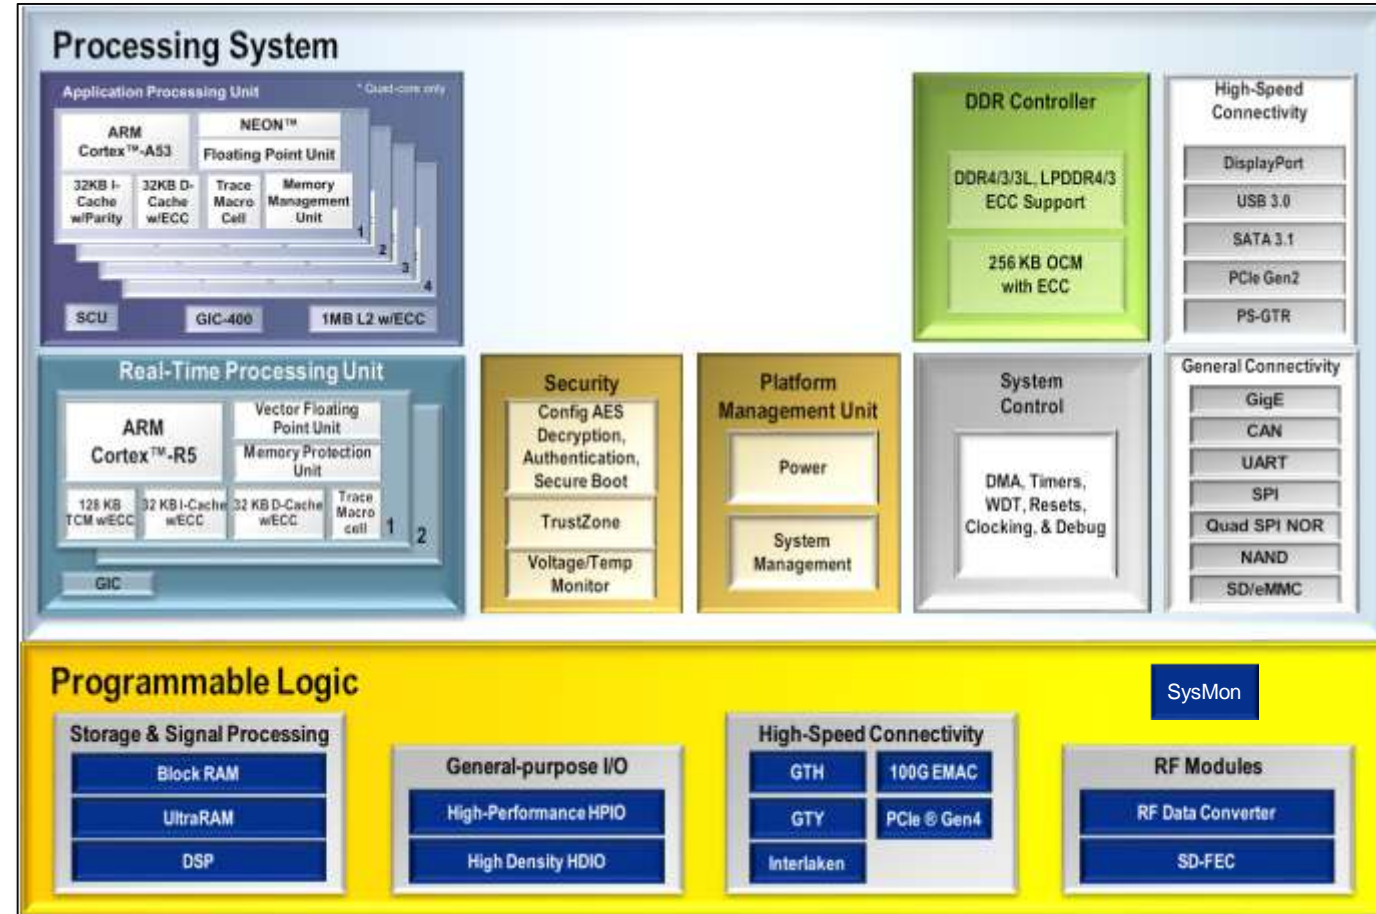 Processing System
Application Processing Unit
* Quad-core only
ARM
Cortex™-A53
NEON™
Floating Point Unit
32KB I-
Cache
w/Parity
32KB D-
Cache
w/ECC
Trace
Macro
Cell
Memory
Management
Unit
1
2
3
4
SCU
GIC-400
1MB L2 w/ECC
DDR Controller
DDR4/3/3L, LPDDR4/3
ECC Support
256 KB OCM
with ECC
High-Speed
Connectivity
DisplayPort
USB 3.0
SATA 3.1
PCIe Gen2
PS-GTR
Real-Time Processing Unit
ARM
Cortex™-R5
Vector Floating
Point Unit
Memory Protection
Unit
128 KB
TCM w/ECC
32 KB I-Cache
w/ECC
32 KB D-Cache
w/ECC
Trace
Macro
cell
1
2
GIC
Security
Config AES
Decryption,
Authentication,
Secure Boot
TrustZone
Voltage/Temp
Monitor
Platform
Management Unit
Power
System
Management
System
Control
DMA, Timers,
WDT, Resets,
Clocking, & Debug
General Connectivity
GigE
CAN
UART
SPI
Quad SPI NOR
NAND
SD/eMMC
Programmable Logic
SysMon
Storage & Signal Processing
Block RAM
UltraRAM
DSP
General-purpose I/O
High-Performance HPIO
High Density HDIO
High-Speed Connectivity
GTH
100G EMAC
GTY
PCIe ® Gen4
Interlaken
RF Modules
RF Data Converter
SD-FEC